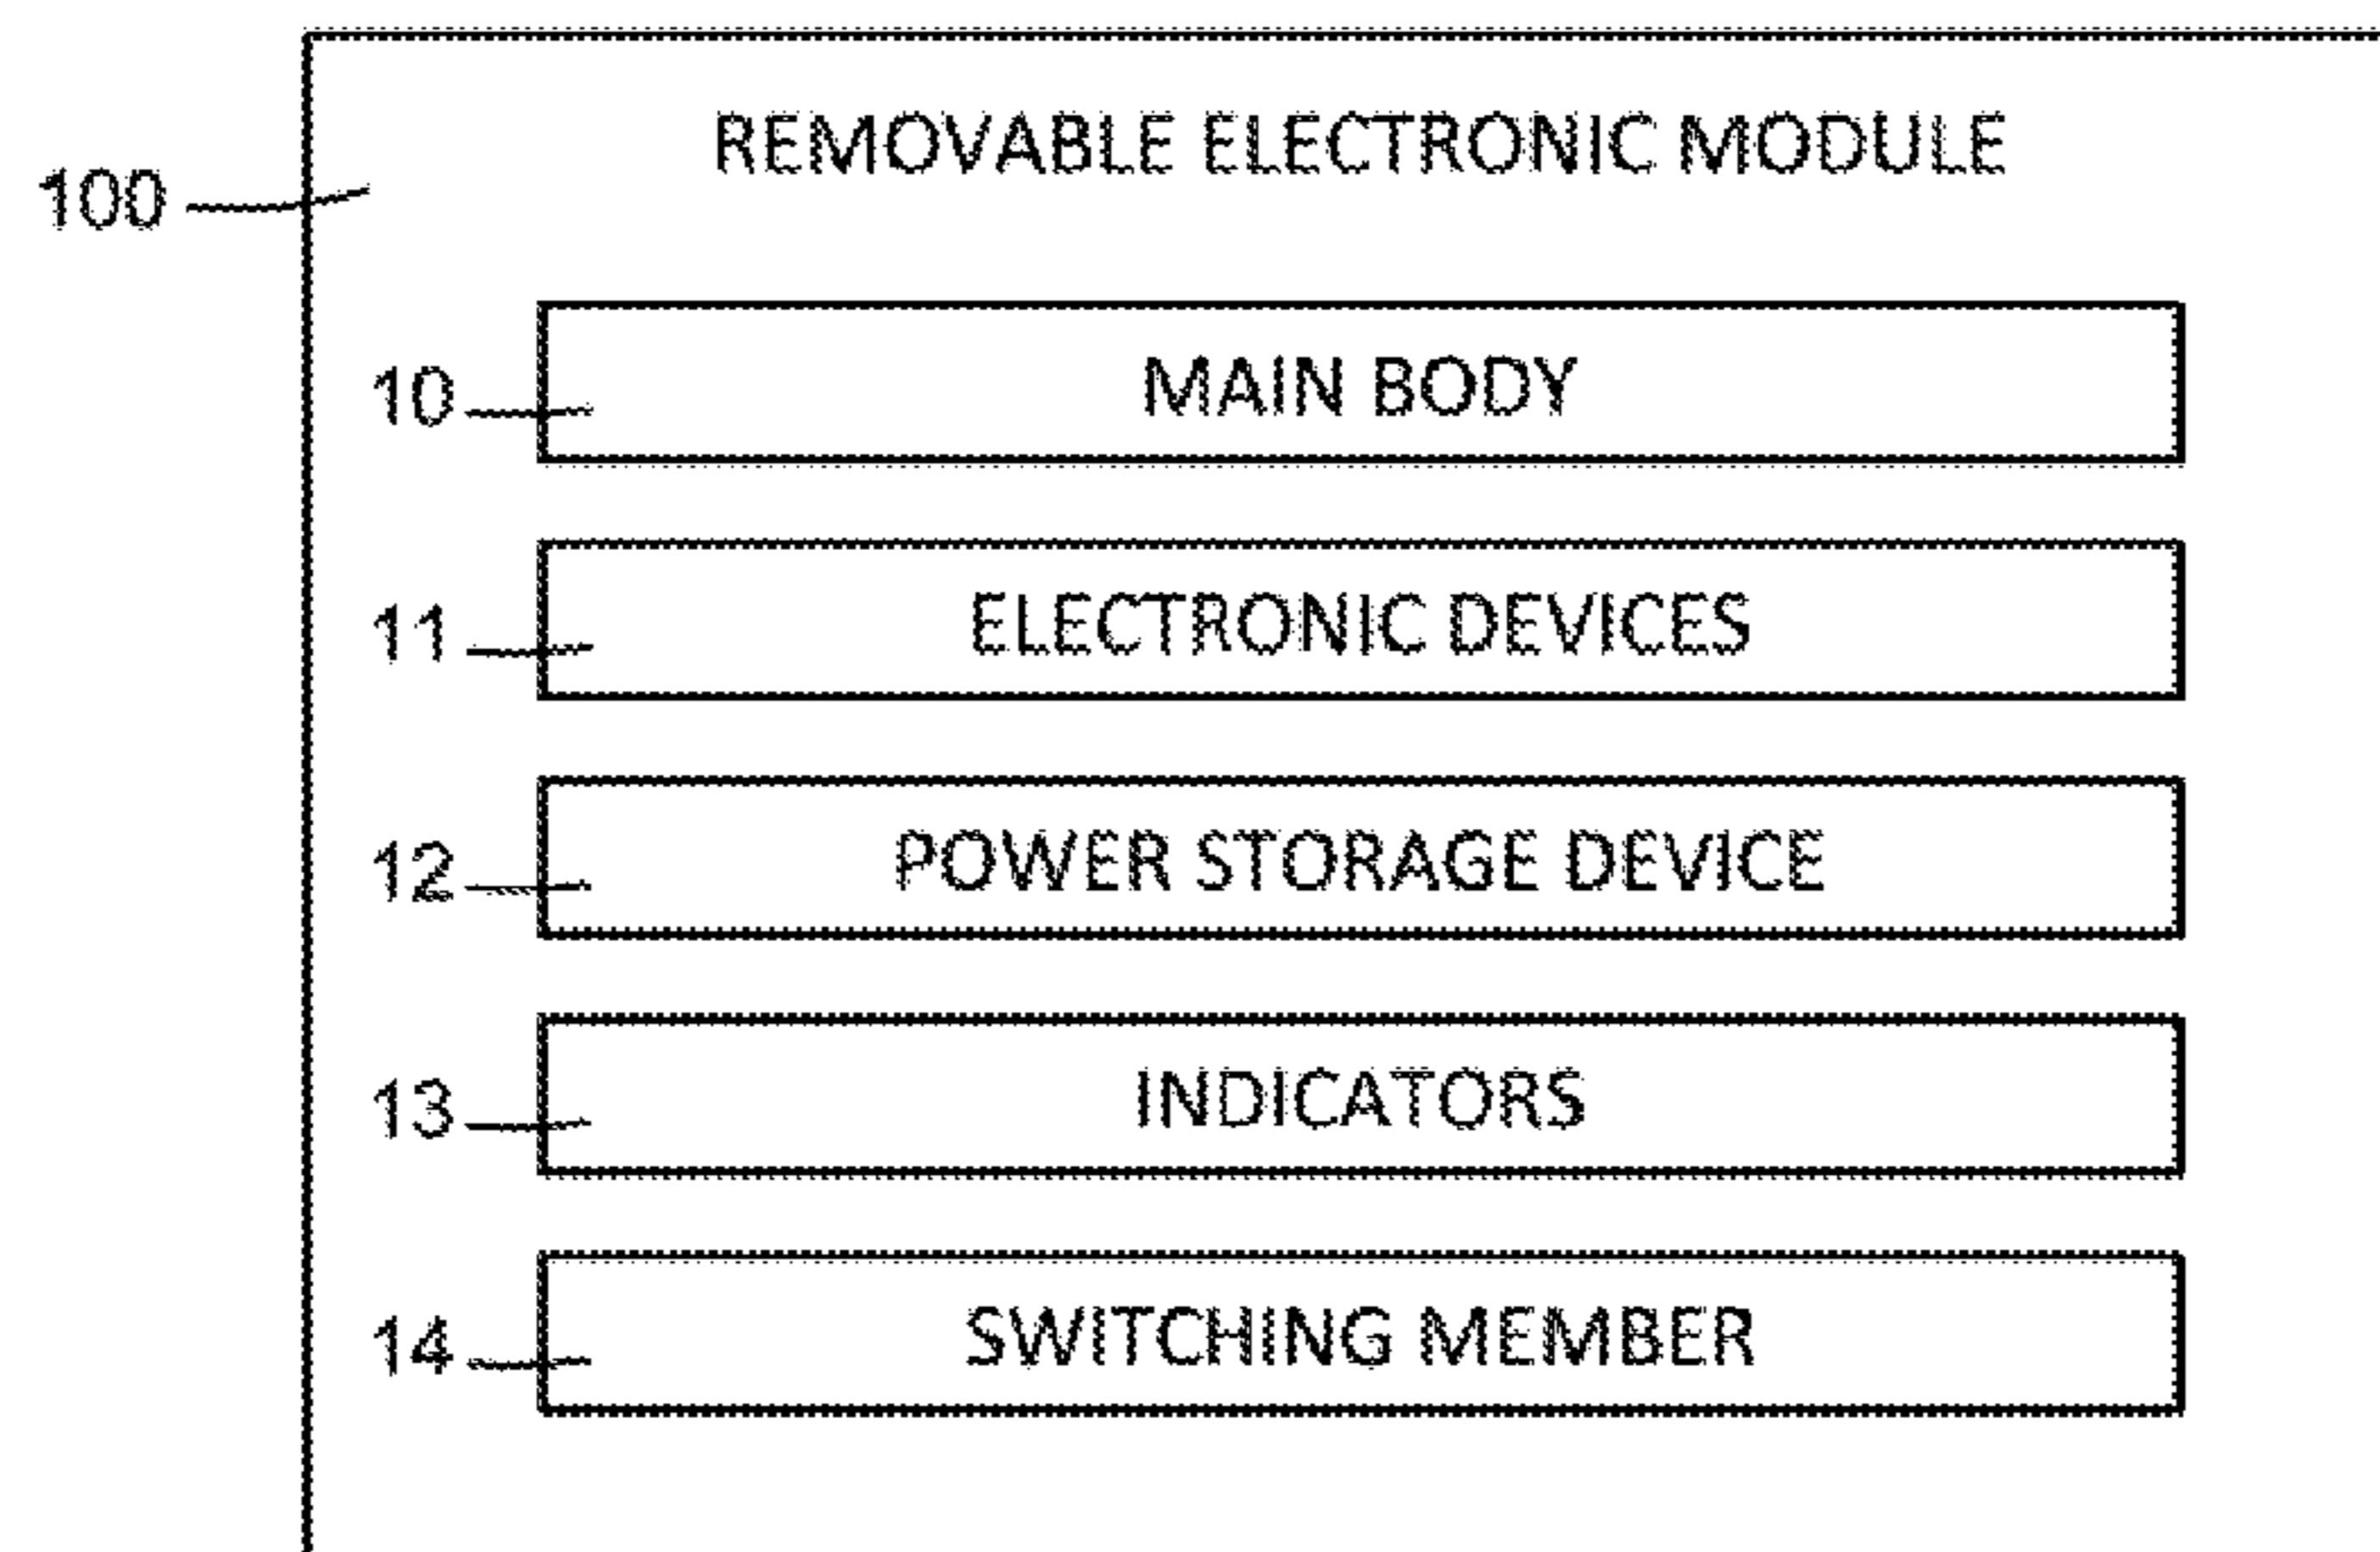 REMOVABLE ELECTRONIC MODULE
100
10 MAIN BODY
11 ELECTRONIC DEVICES
12 POWER STORAGE DEVICE
13 INDICATORS
14 SWITCHING MEMBER